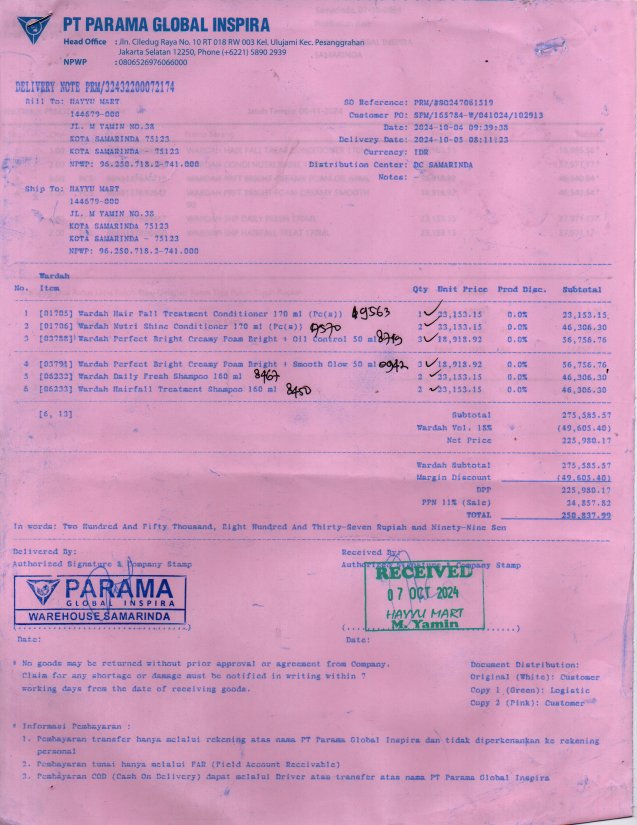 PT PARAMA GLOBAL INSPIRA
Head Office : Jln. Ciledug Raya No. 10 RT 018 RW 003 Kel. Ulujami Kec. Pesanggrahan
Jakarta Selatan 12250, Phone (+6221) 5890 2939
NPWP : 0806526976066000
DELIVERY NOTE PRM/32432200072174
Bill To: HAYYU MART
144679-000
JL. M YAMIN NO.38
KOTA SAMARINDA 75123
KOTA SAMARINDA - 75123
NPWP: 96.250.718.2-741.000
SO Reference: PRM/#SO247061519
Customer PO: SPM/165784-W/041024/102913
Date: 2024-10-04 09:39:38
Delivery Date: 2024-10-05 08:11:23
Currency: IDR
Distribution Center: DC SAMARINDA
Notes: -
Ship To: HAYYU MART
144679-000
JL. M YAMIN NO.38
KOTA SAMARINDA 75123
KOTA SAMARINDA - 75123
NPWP: 96.250.718.2-741.000
Wardah
No. Item Qty Unit Price Prod Disc. Subtotal
1 [01705] Wardah Hair Fall Treatment Conditioner 170 ml (Pc(s)) 9563 1 23,153.15 0.0% 23,153.15
2 [01706] Wardah Nutri Shine Conditioner 170 ml (Pc(s)) 9570 2 23,153.15 0.0% 46,306.30
3 [03788] Wardah Perfect Bright Creamy Foam Bright + Oil Control 50 ml 8719 3 18,918.92 0.0% 56,756.76
4 [03791] Wardah Perfect Bright Creamy Foam Bright + Smooth Glow 50 ml 0942 3 18,918.92 0.0% 56,756.76
5 [06232] Wardah Daily Fresh Shampoo 160 ml 8467 2 23,153.15 0.0% 46,306.30
6 [06233] Wardah Hairfall Treatment Shampoo 160 ml 8450 2 23,153.15 0.0% 46,306.30
[6, 13]
Subtotal 275,585.57
Wardah Vol. 18% (49,605.40)
Net Price 225,980.17
Wardah Subtotal 275,585.57
Margin Discount (49,605.40)
DPP 225,980.17
PPN 11% (Sale) 24,857.82
TOTAL 250,837.99
In words: Two Hundred And Fifty Thousand, Eight Hundred And Thirty-Seven Rupiah and Ninety-Nine Sen
Delivered By:
Authorized Signature & Company Stamp
PARAMA
GLOBAL INSPIRA
WAREHOUSE SAMARINDA
Date:
Received By:
Authorized Signature & Company Stamp
RECEIVED
07 OCT 2024
HAYYU MART
M. Yamin
Date:
* No goods may be returned without prior approval or agreement from Company.
Claim for any shortage or damage must be notified in writing within 7
working days from the date of receiving goods.
Document Distribution:
Original (White): Customer
Copy 1 (Green): Logistic
Copy 2 (Pink): Customer
* Informasi Pembayaran :
1. Pembayaran transfer hanya melalui rekening atas nama PT Parama Global Inspira dan tidak diperkenankan ke rekening
personal
2. Pembayaran tunai hanya melalui FAR (Field Account Receivable)
3. Pembayaran COD (Cash On Delivery) dapat melalui Driver atau transfer atas nama PT Parama Global Inspira